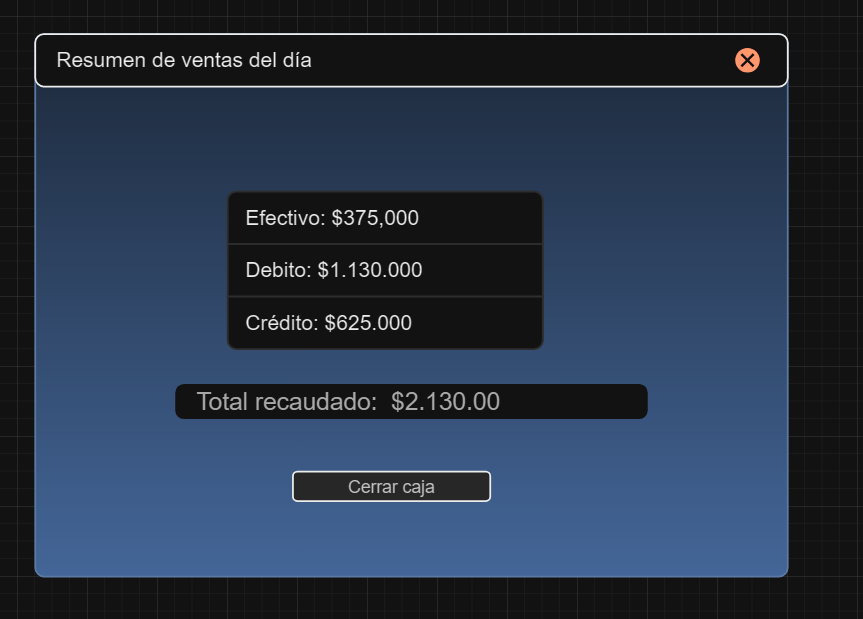 Resumen de ventas del día
Efectivo: $375,000
Debito: $1.130.000
Crédito: $625.000
Total recaudado: $2.130.00
Cerrar caja